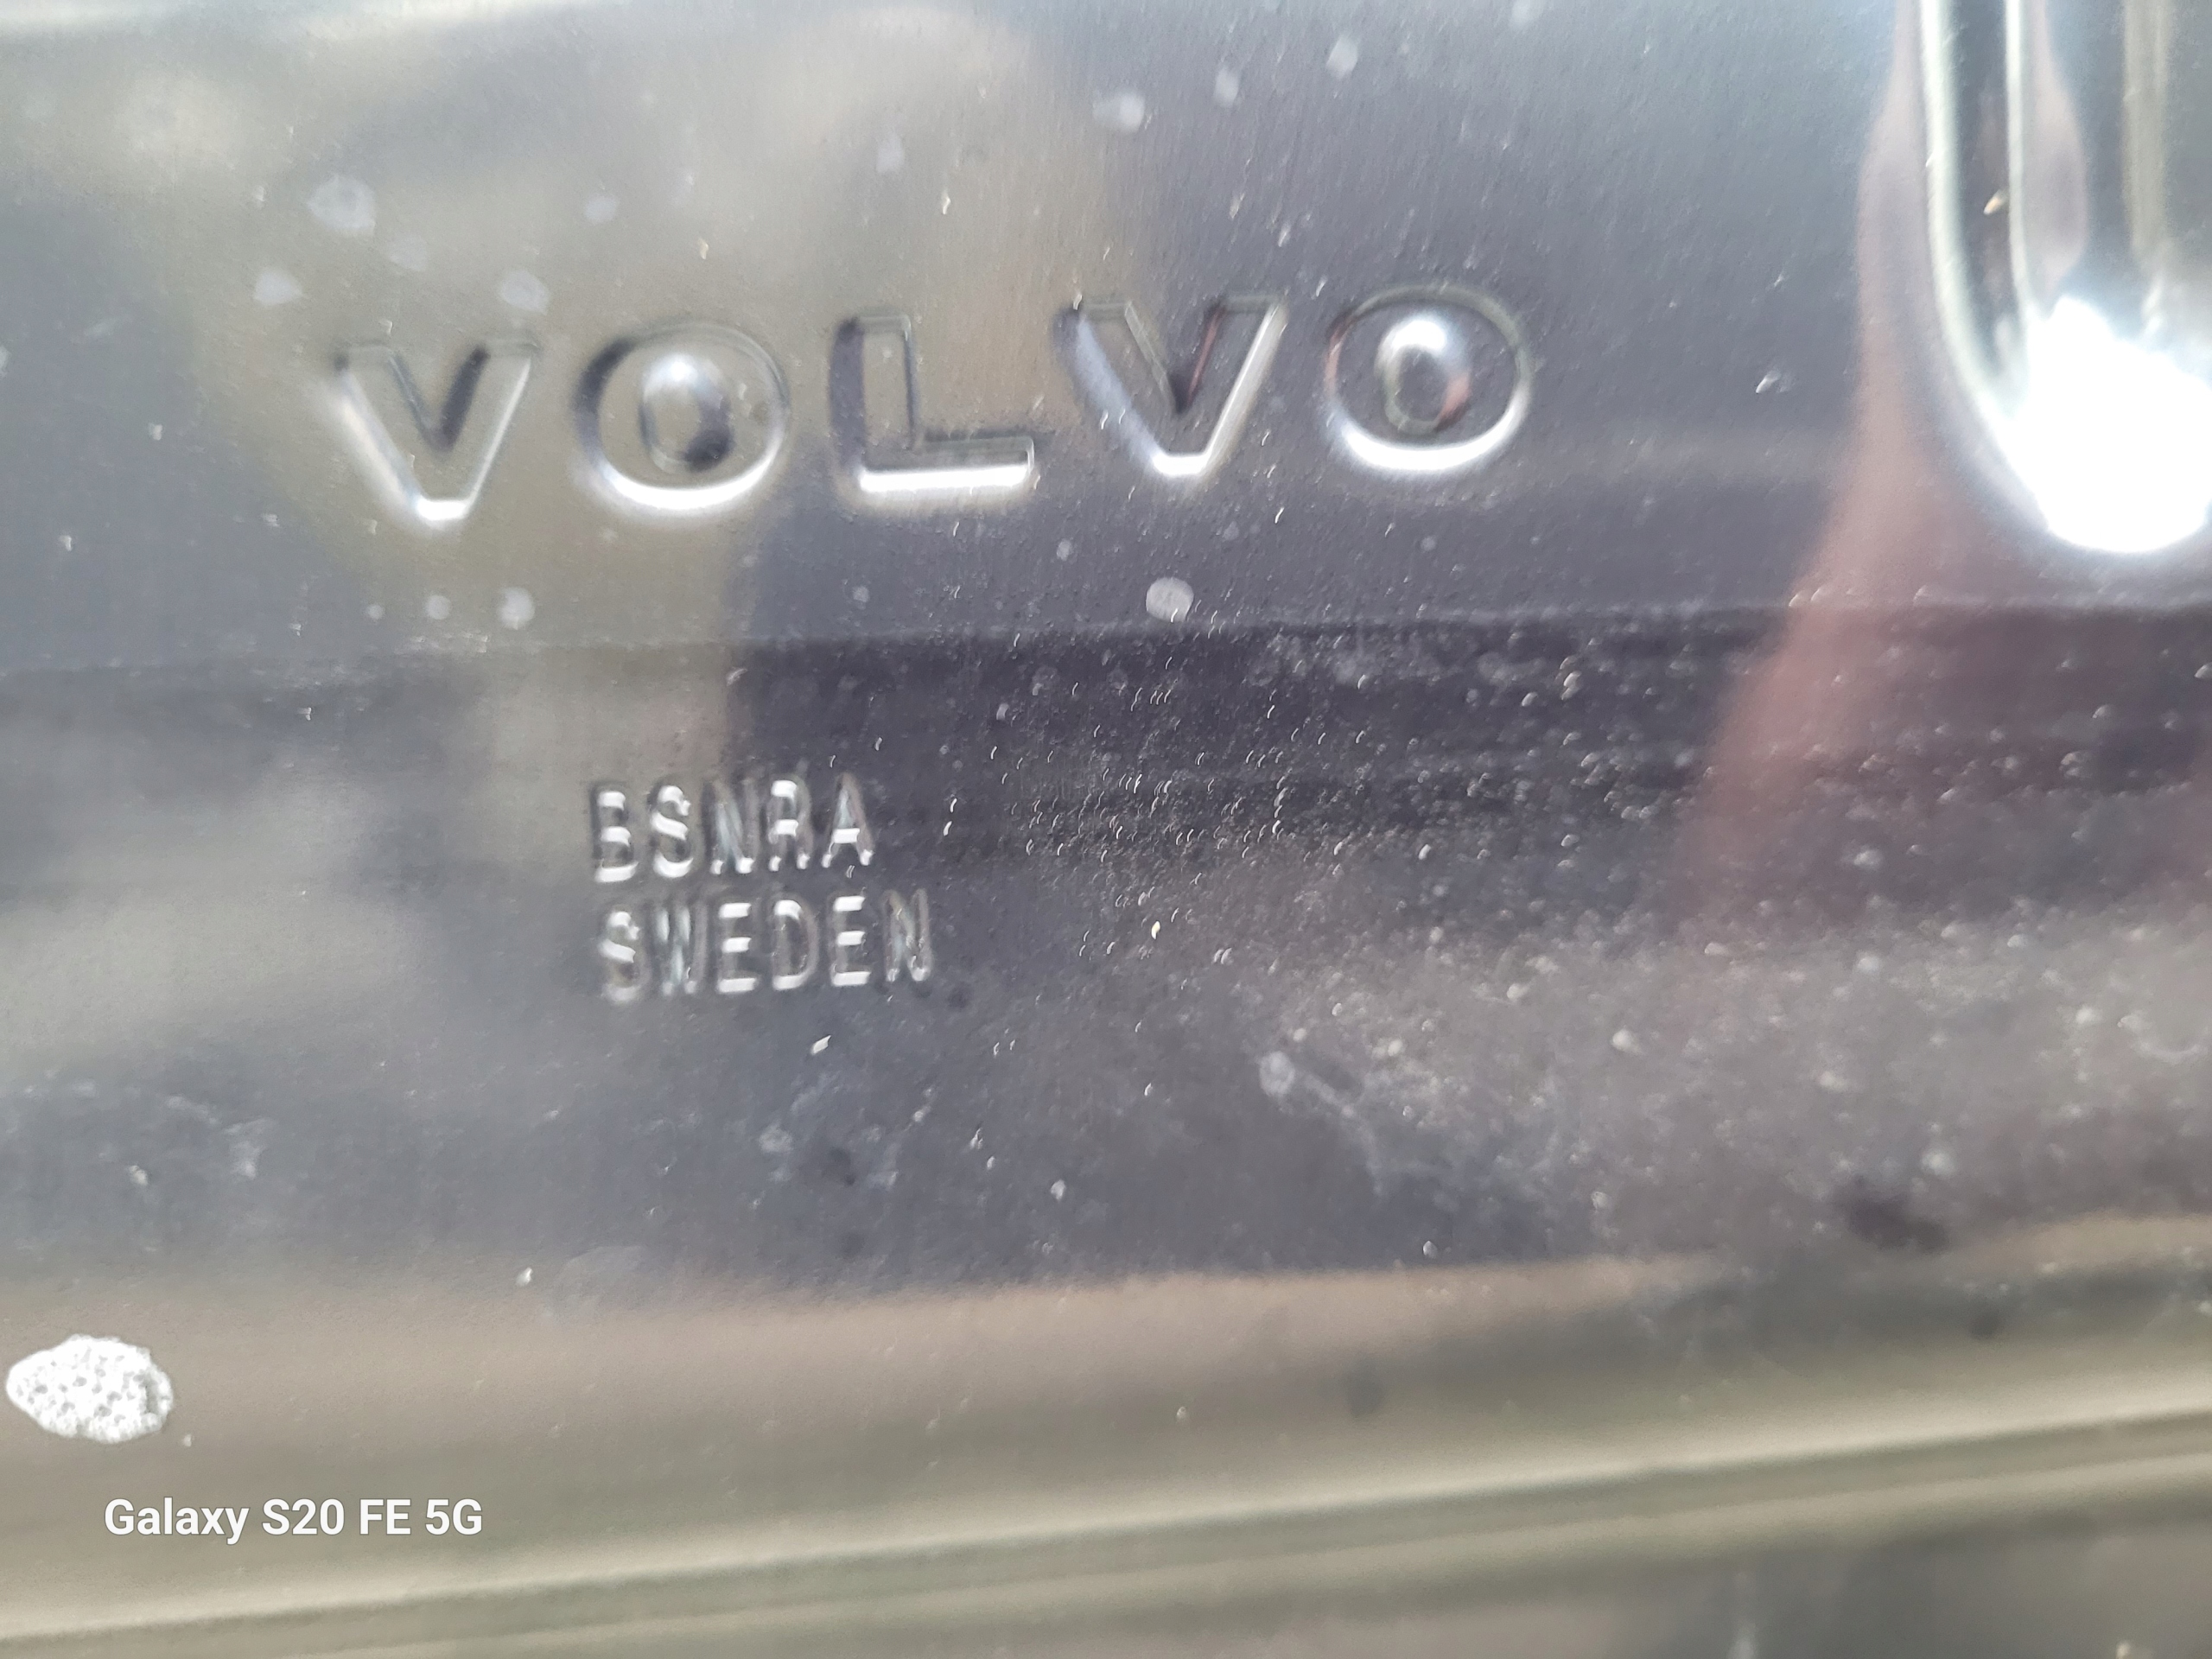 VOLVO
BSNRA
SWEDEN
Galaxy S20 FE 5G